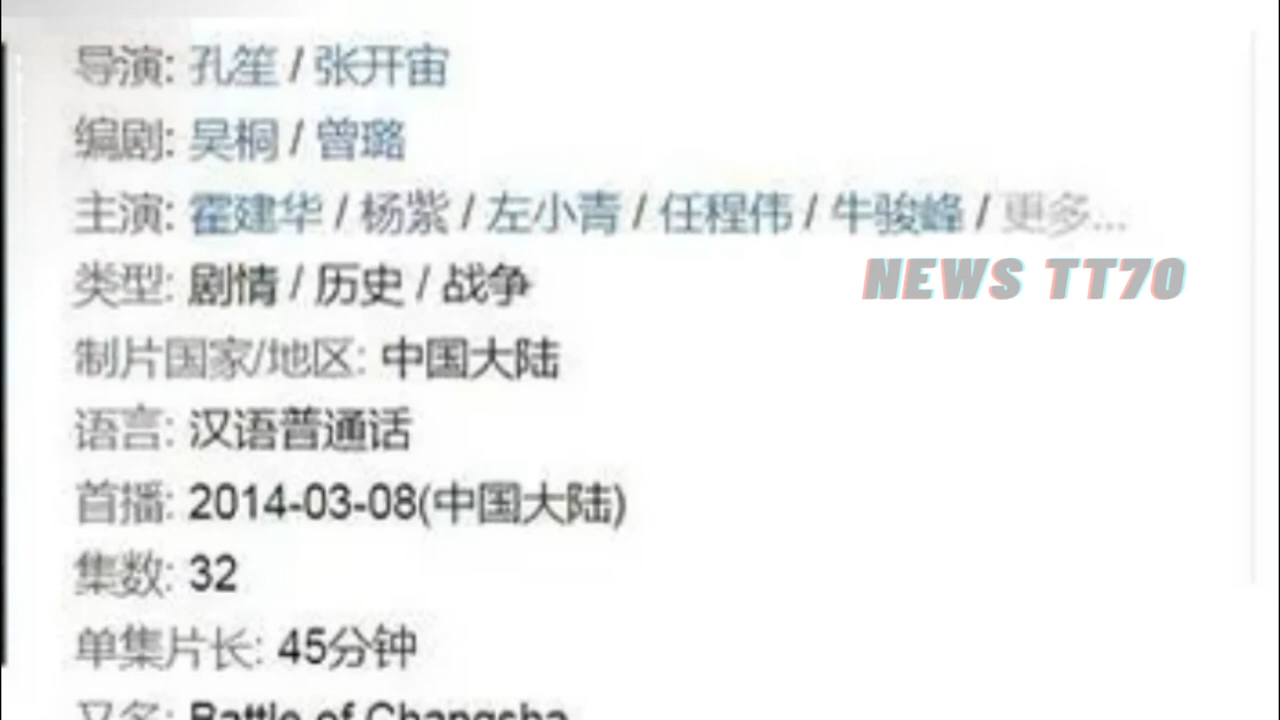 导演: 孔笙 / 张开宙
编剧: 吴桐 / 曾璐
主演: 霍建华 / 杨紫 / 左小青 / 任程伟 / 牛骏峰 / 更多...
类型: 剧情 / 历史 / 战争
NEWS TT70
制片国家/地区: 中国大陆
语言: 汉语普通话
首播: 2014-03-08(中国大陆)
集数: 32
单集片长: 45分钟
又名: Battle of Changsha